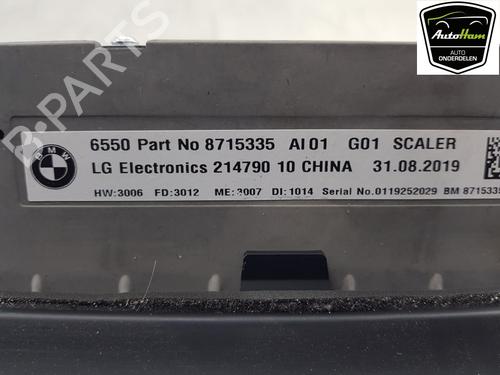 AutoHam
AUTO
ONDERDELEN
B-PARTS
BMW
6550 Part No 8715335 AI 01 G01 SCALER
LG Electronics 214790 10 CHINA 31.08.2019
HW:3006 FD:3012 ME:3007 DI:1014 Serial No.0119252029 BM 8715335